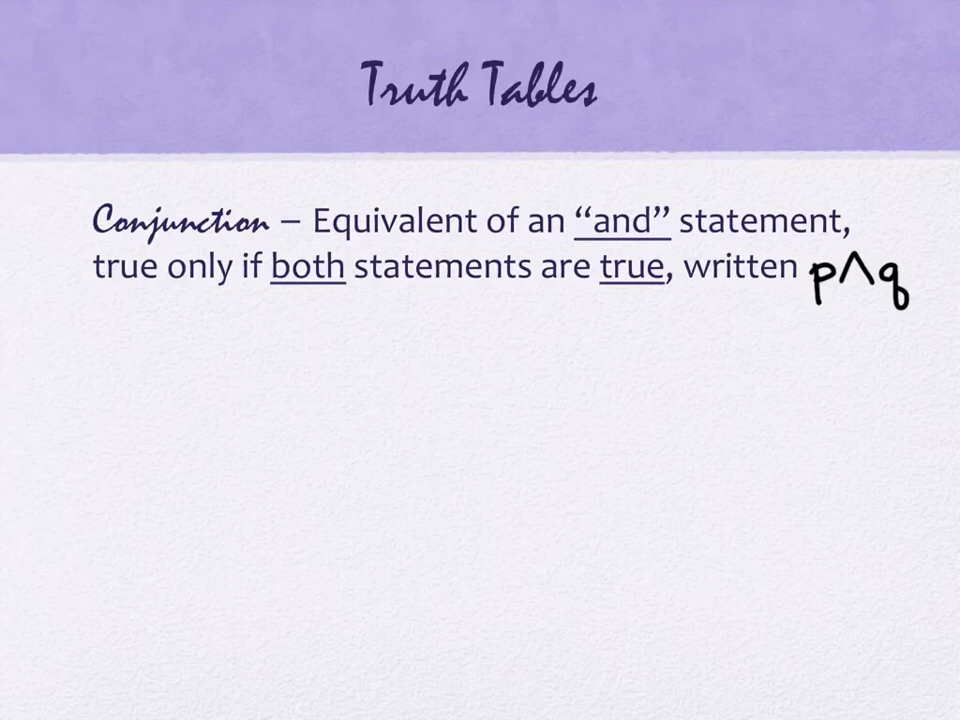 Truth Tables
Conjunction – Equivalent of an “and” statement,
true only if both statements are true, written p∧q